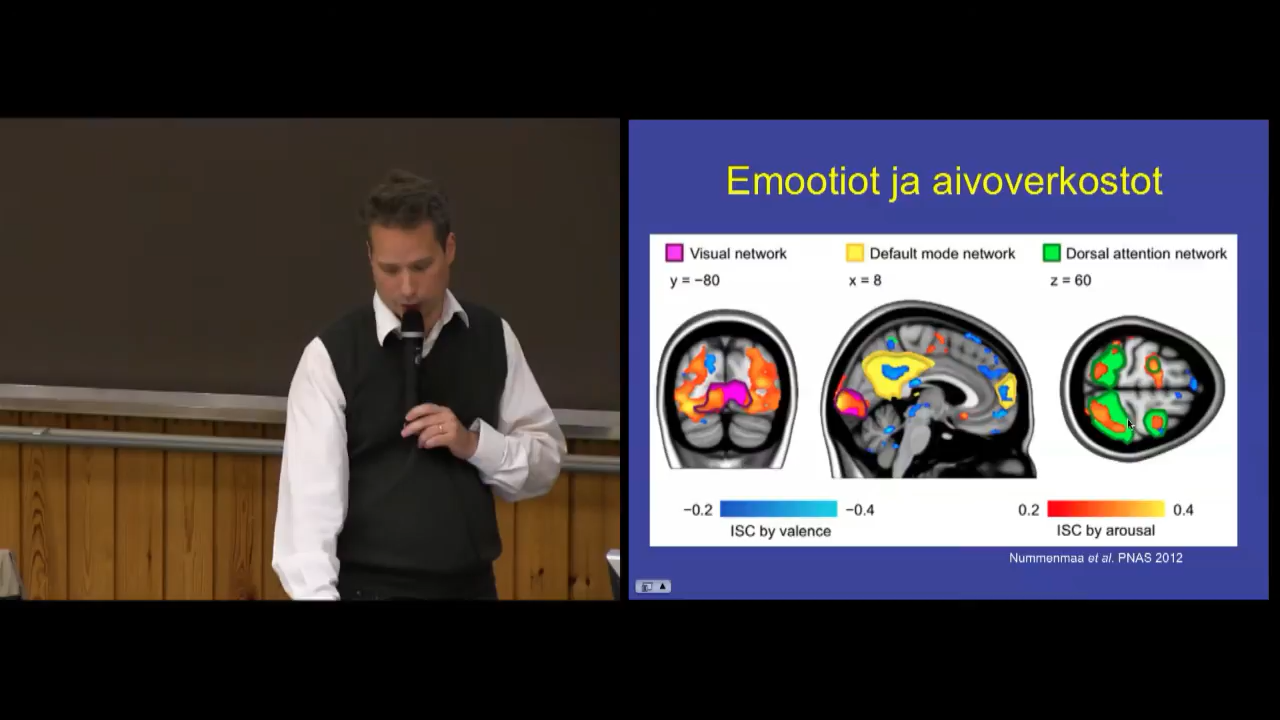 Emootiot ja aivoverkostot
Visual network Default mode network Dorsal attention network
y = −80 x = 8 z = 60
−0.2 −0.4 0.2 0.4
ISC by valence ISC by arousal
Nummenmaa et al. PNAS 2012